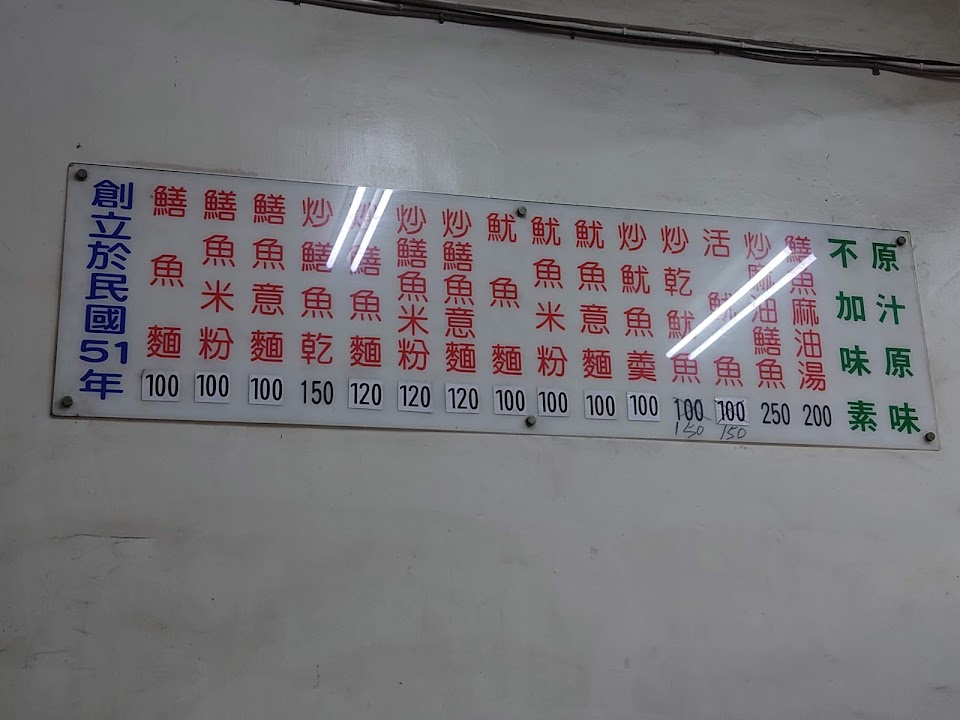 原汁原味
不加味素
鱔魚麻油湯
200
炒麻油鱔魚
250
活魷魚
100
150
炒乾魷魚
100
150
炒魷魚羹
100
魷魚意麵
100
魷魚米粉
100
魷魚麵
100
炒鱔魚意麵
120
炒鱔魚米粉
120
炒鱔魚麵
120
炒鱔魚乾
150
鱔魚意麵
100
鱔魚米粉
100
鱔魚麵
100
創立於民國51年